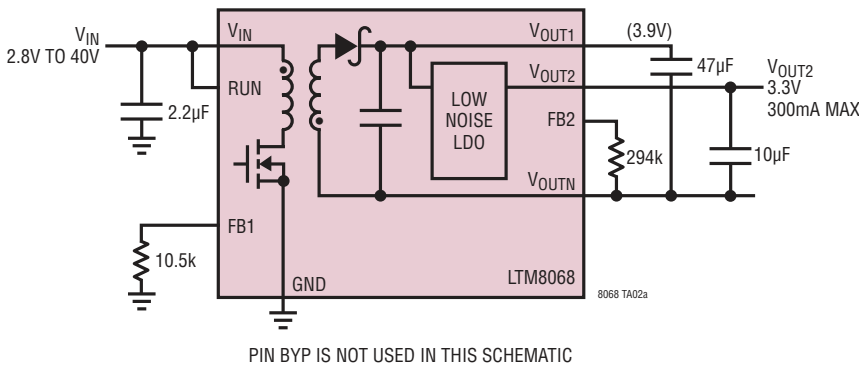 VIN
2.8V TO 40V
2.2µF
VIN
RUN
FB1
10.5k
GND
LOW
NOISE
LDO
VOUT1
VOUT2
FB2
VOUTN
LTM8068
(3.9V)
47µF
VOUT2
3.3V
300mA MAX
294k
10µF
8068 TA02a
PIN BYP IS NOT USED IN THIS SCHEMATIC